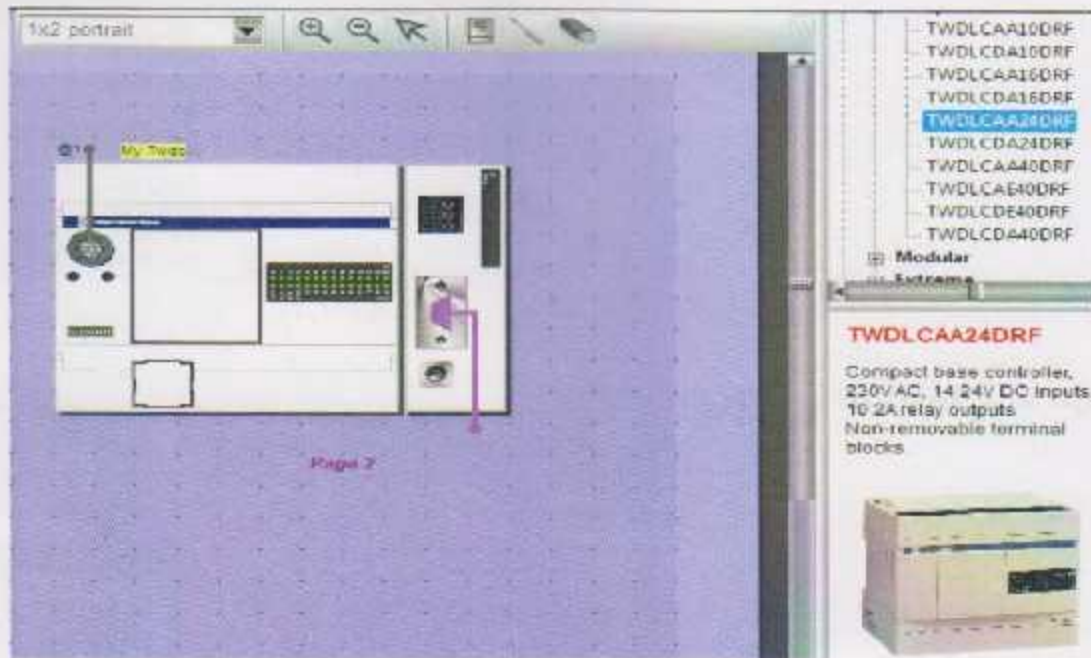 1x2 portrait
TWDLCAA10DRF
TWDLCDA10DRF
TWDLCAA16DRF
TWDLCDA16DRF
TWDLCAA24DRF
TWDLCDA24DRF
TWDLCAA40DRF
TWDLCAE40DRF
TWDLCDE40DRF
TWDLCDA40DRF
Modular
Extreme
My Twido
Page 2
TWDLCAA24DRF
Compact base controller,
230V AC, 14 24V DC inputs
10 2A relay outputs
Non-removable terminal
blocks